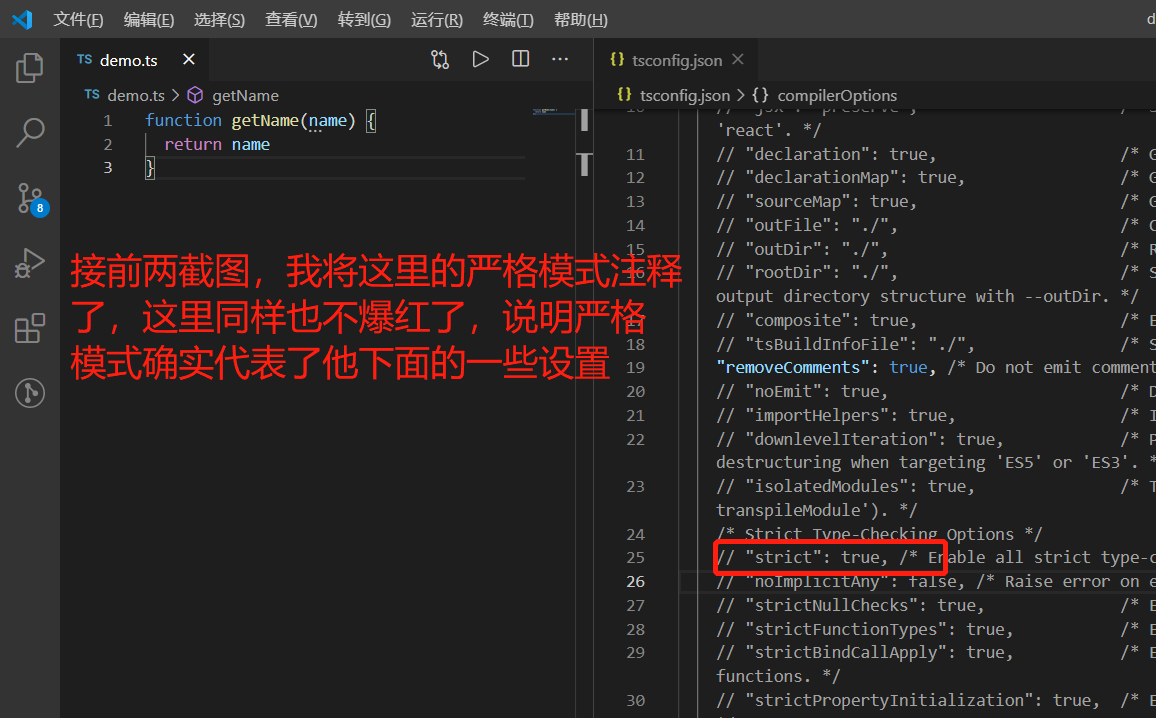 文件(F) 编辑(E) 选择(S) 查看(V) 转到(G) 运行(R) 终端(T) 帮助(H)
TS demo.ts
TS demo.ts > getName
1 function getName(name) {
2 return name
3 }
8
接前两截图，我将这里的严格模式注释
了，这里同样也不爆红了，说明严格
模式确实代表了他下面的一些设置
{} tsconfig.json
{} tsconfig.json > {} compilerOptions
'react'. */
11 // "declaration": true, /* G
12 // "declarationMap": true, /* G
13 // "sourceMap": true, /* G
14 // "outFile": "./", /* C
15 // "outDir": "./", /* R
16 // "rootDir": "./", /* S
output directory structure with --outDir. */
17 // "composite": true, /* E
18 // "tsBuildInfoFile": "./", /* S
19 "removeComments": true, /* Do not emit comment
20 // "noEmit": true, /* D
21 // "importHelpers": true, /* I
22 // "downlevelIteration": true, /* P
destructuring when targeting 'ES5' or 'ES3'. *
23 // "isolatedModules": true, /* T
transpileModule'). */
24 /* Strict Type-Checking Options */
25 // "strict": true, /* Enable all strict type-c
26 // "noImplicitAny": false, /* Raise error on e
27 // "strictNullChecks": true, /* E
28 // "strictFunctionTypes": true, /* E
29 // "strictBindCallApply": true, /* E
functions. */
30 // "strictPropertyInitialization": true, /* E